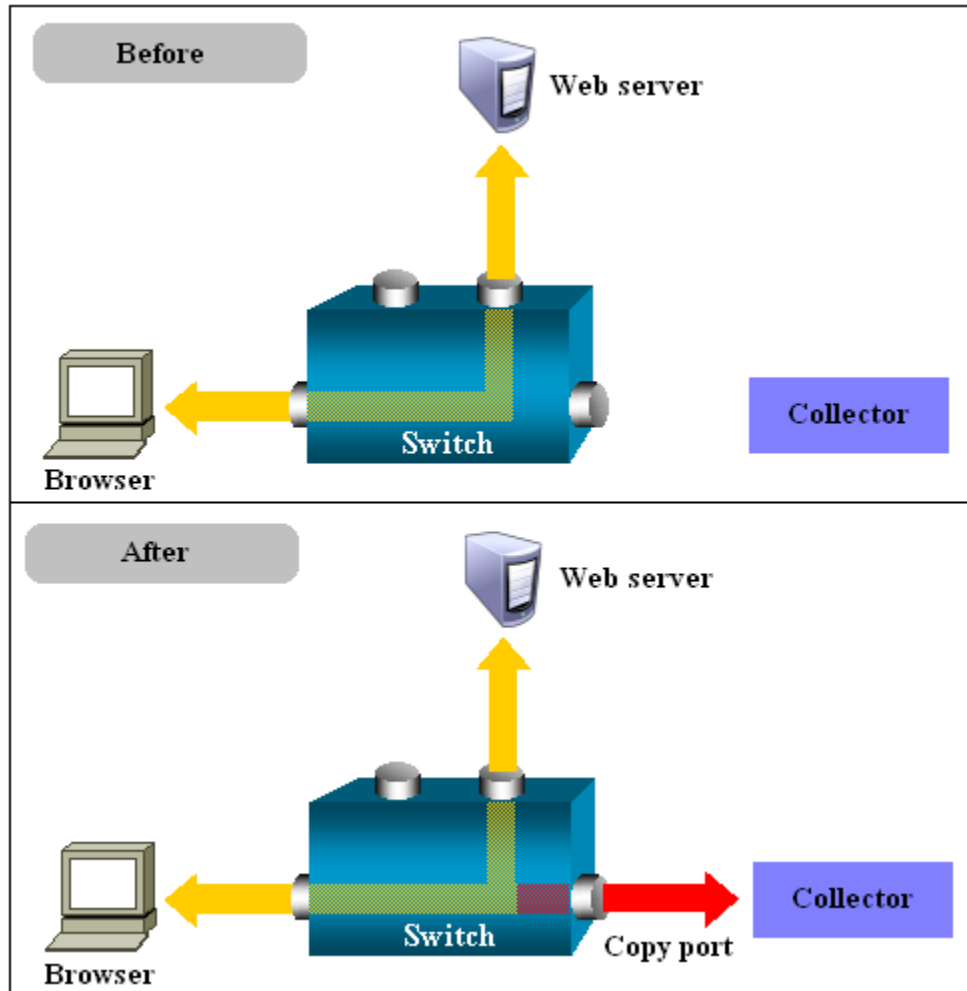 Before
Web server
Collector
Switch
Browser
After
Web server
Collector
Switch
Copy port
Browser